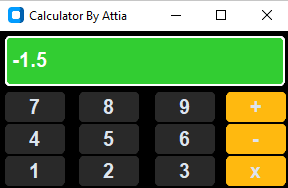 Calculator By Attia
-1.5
7 8 9 +
4 5 6 -
1 2 3 x